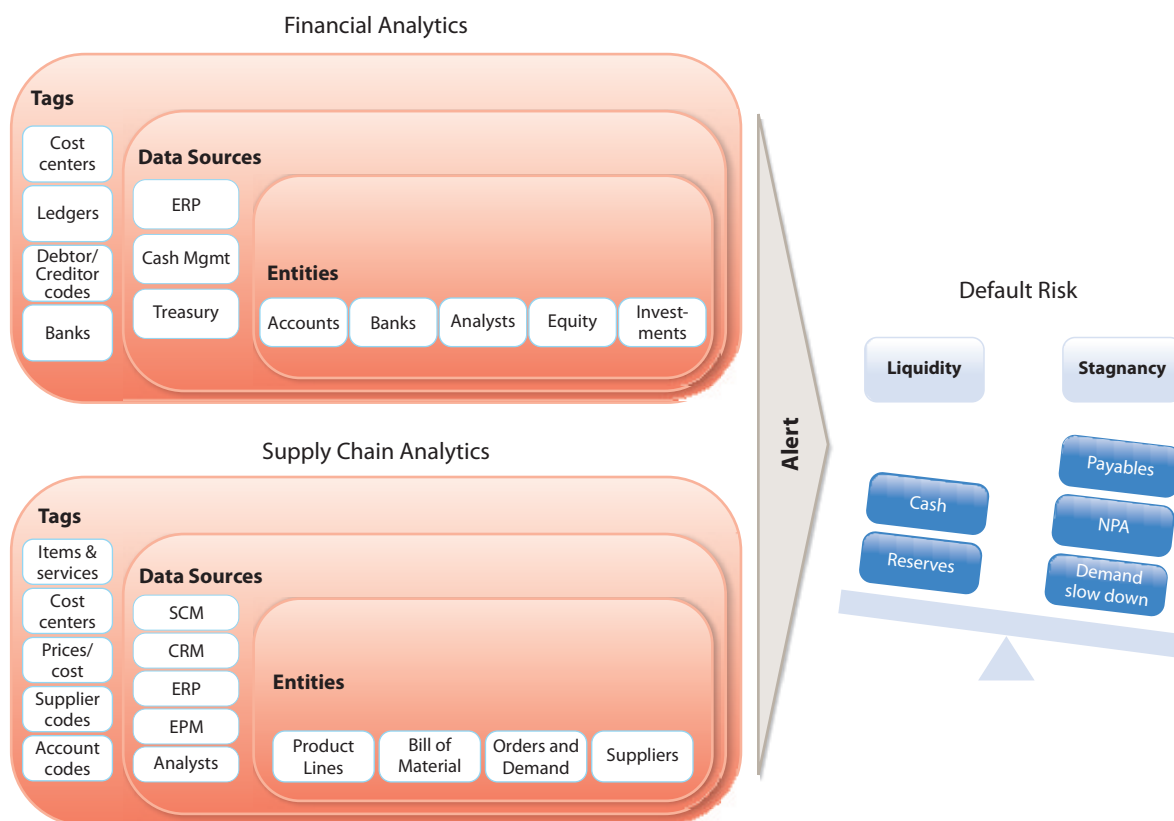 Financial Analytics
Tags
Cost
centers
Ledgers
Debtor/
Creditor
codes
Banks
Data Sources
ERP
Cash Mgmt
Treasury
Entities
Accounts
Banks
Analysts
Equity
Invest-
ments
Supply Chain Analytics
Tags
Items &
services
Cost
centers
Prices/
cost
Supplier
codes
Account
codes
Data Sources
SCM
CRM
ERP
EPM
Analysts
Entities
Product
Lines
Bill of
Material
Orders and
Demand
Suppliers
Alert
Default Risk
Liquidity
Cash
Reserves
Stagnancy
Payables
NPA
Demand
slow down